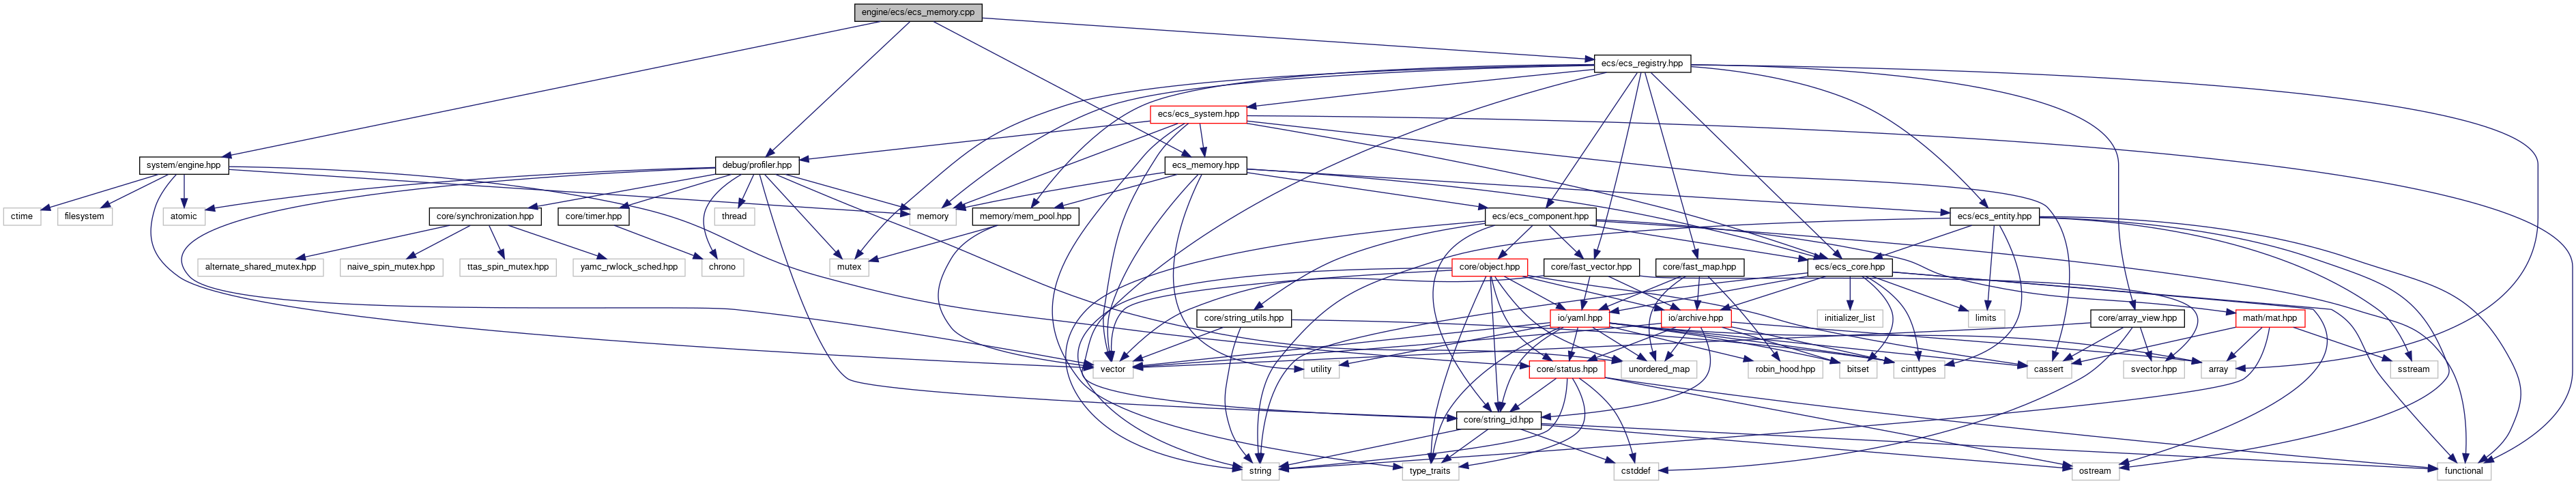 engine/ecs/ecs_memory.cpp
ecs/ecs_registry.hpp
ecs/ecs_system.hpp
system/engine.hpp
debug/profiler.hpp
ecs_memory.hpp
ctime
filesystem
atomic
core/synchronization.hpp
core/timer.hpp
thread
memory
memory/mem_pool.hpp
ecs/ecs_component.hpp
ecs/ecs_entity.hpp
alternate_shared_mutex.hpp
naive_spin_mutex.hpp
ttas_spin_mutex.hpp
yamc_rwlock_sched.hpp
chrono
mutex
core/object.hpp
core/fast_vector.hpp
core/fast_map.hpp
ecs/ecs_core.hpp
core/string_utils.hpp
io/yaml.hpp
io/archive.hpp
initializer_list
limits
core/array_view.hpp
math/mat.hpp
vector
utility
core/status.hpp
unordered_map
robin_hood.hpp
bitset
cinttypes
cassert
svector.hpp
array
sstream
core/string_id.hpp
string
type_traits
cstddef
ostream
functional